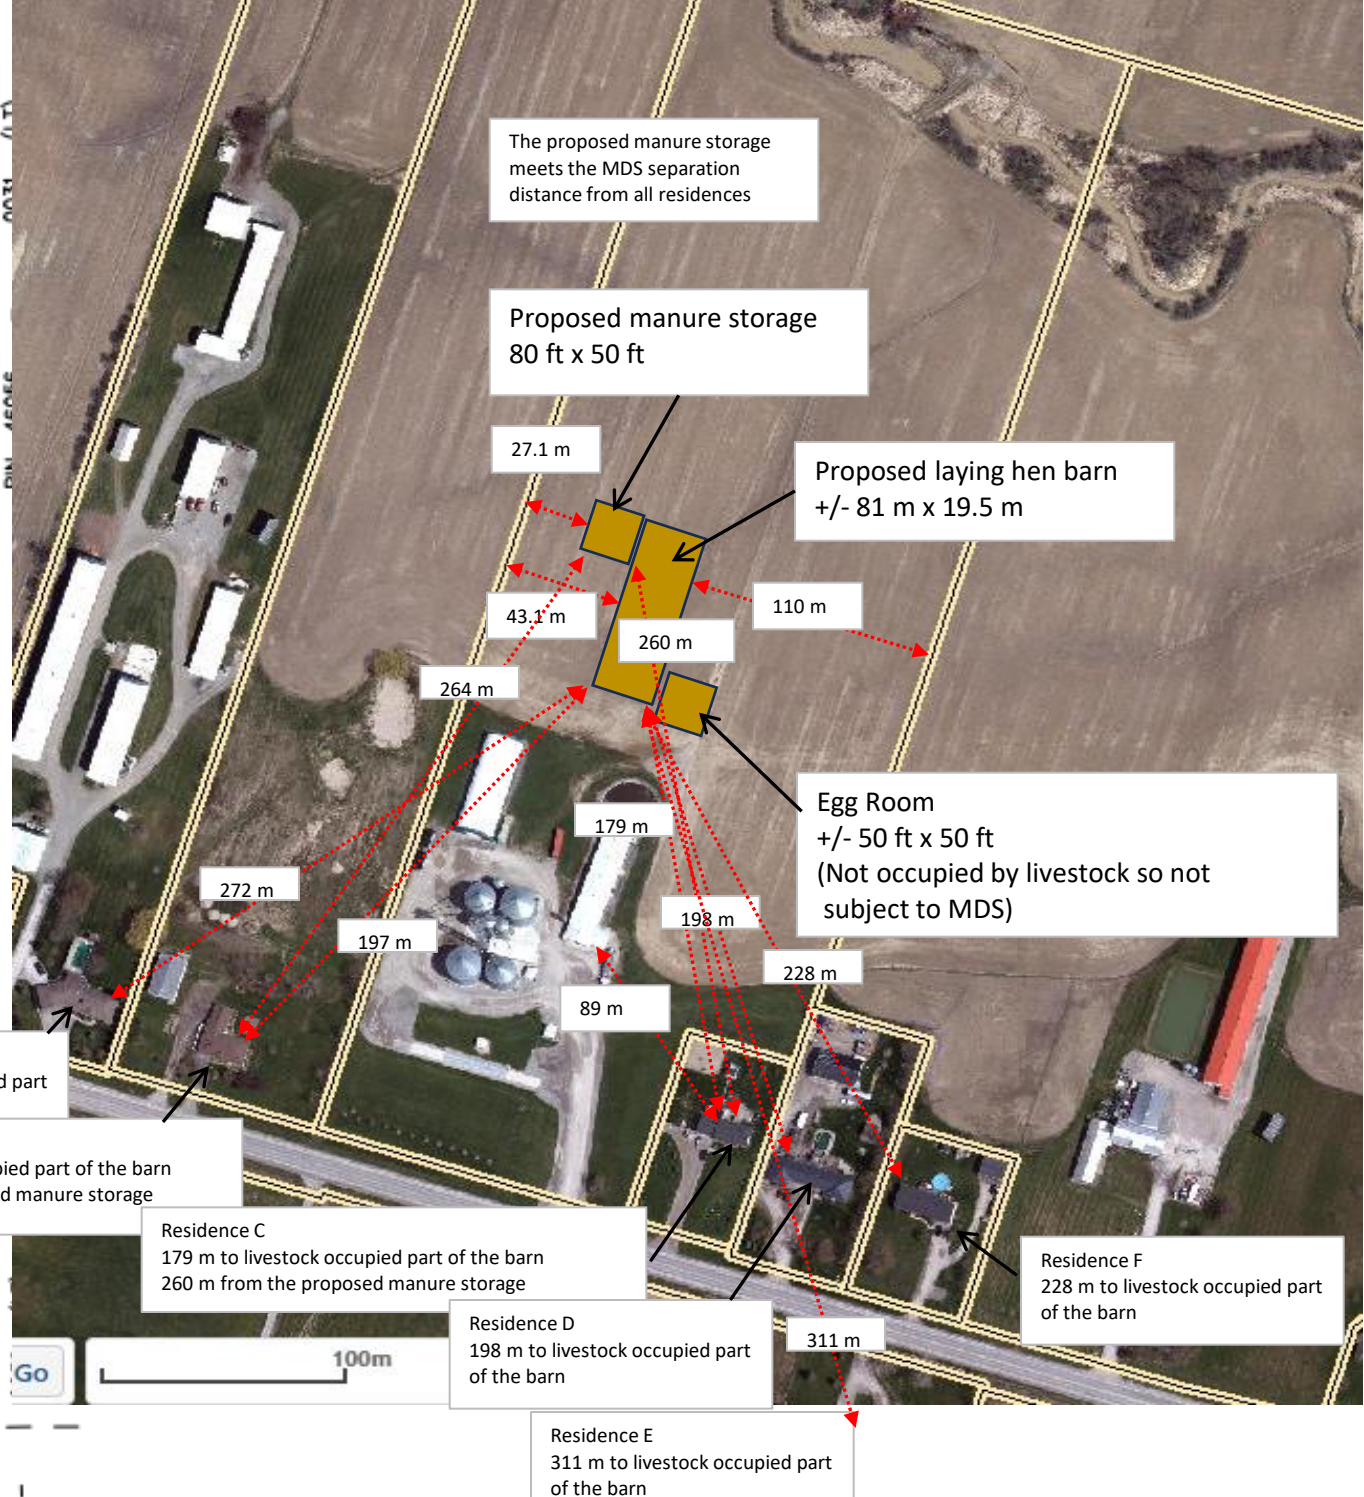 The proposed manure storage
meets the MDS separation
distance from all residences
Proposed manure storage
80 ft x 50 ft
27.1 m
Proposed laying hen barn
+/- 81 m x 19.5 m
43.1 m
110 m
260 m
264 m
Egg Room
+/- 50 ft x 50 ft
(Not occupied by livestock so not
subject to MDS)
179 m
272 m
198 m
197 m
228 m
89 m
part
part of the barn
manure storage
Residence C
179 m to livestock occupied part of the barn
260 m from the proposed manure storage
Residence F
228 m to livestock occupied part
of the barn
Residence D
198 m to livestock occupied part
of the barn
311 m
Go
100m
Residence E
311 m to livestock occupied part
of the barn